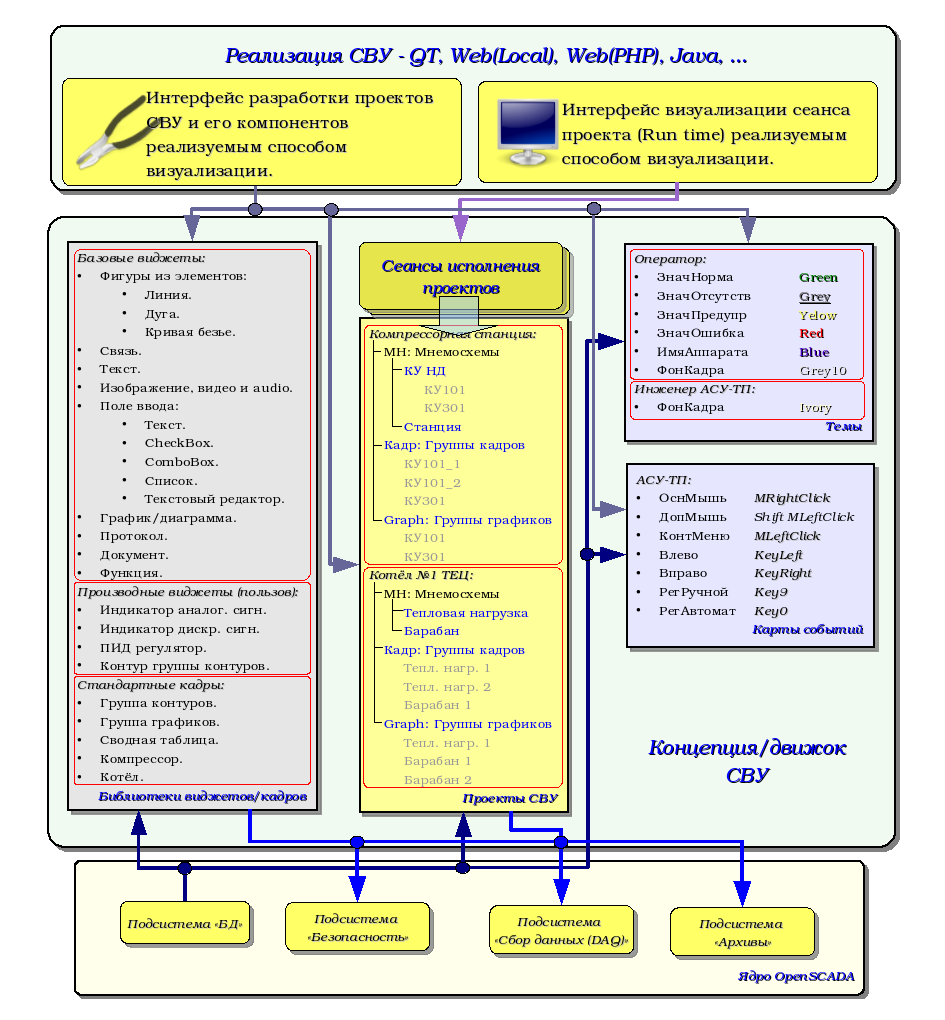 Реализация СВУ - QT, Web(Local), Web(PHP), Java, ...
Интерфейс разработки проектов
СВУ и его компонентов
реализуемым способом
визуализации.
Интерфейс визуализации сеанса
проекта (Run time) реализуемым
способом визуализации.
Базовые виджеты:
• Фигуры из элементов:
• Линия.
• Дуга.
• Кривая безье.
• Связь.
• Текст.
• Изображение, видео и audio.
• Поле ввода:
• Текст.
• CheckBox.
• ComboBox.
• Список.
• Текстовый редактор.
• График/диаграмма.
• Протокол.
• Документ.
• Функция.
Производные виджеты (пользов):
• Индикатор аналог. сигн.
• Индикатор дискр. сигн.
• ПИД регулятор.
• Контур группы контуров.
Стандартные кадры:
• Группа контуров.
• Группа графиков.
• Сводная таблица.
• Компрессор.
• Котёл.
Библиотеки виджетов/кадров
Сеансы исполнения
проектов
Компрессорная станция:
МН: Мнемосхемы
КУ НД
КУ101
КУ301
Станция
Кадр: Группы кадров
КУ101_1
КУ101_2
КУ301
Graph: Группы графиков
КУ101
КУ301
Котёл №1 ТЕЦ:
МН: Мнемосхемы
Тепловая нагрузка
Барабан
Кадр: Группы кадров
Тепл. нагр. 1
Тепл. нагр. 2
Барабан 1
Graph: Группы графиков
Тепл. нагр. 1
Барабан 1
Барабан 2
Проекты СВУ
Оператор:
• ЗначНорма Green
• ЗначОтсутств Grey
• ЗначПредупр Yelow
• ЗначОшибка Red
• ИмяАппарата Blue
• ФонКадра Grey10
Инженер АСУ-ТП:
• ФонКадра Ivory
Темы
АСУ-ТП:
• ОснМышь MRightClick
• ДопМышь Shift MLeftClick
• КонтМеню MLeftClick
• Влево KeyLeft
• Вправо KeyRight
• РегРучной Key9
• РегАвтомат Key0
Карты событий
Концепция/движок
СВУ
Подсистема «БД»
Подсистема
«Безопасность»
Подсистема
«Сбор данных (DAQ)»
Подсистема
«Архивы»
Ядро OpenSCADA